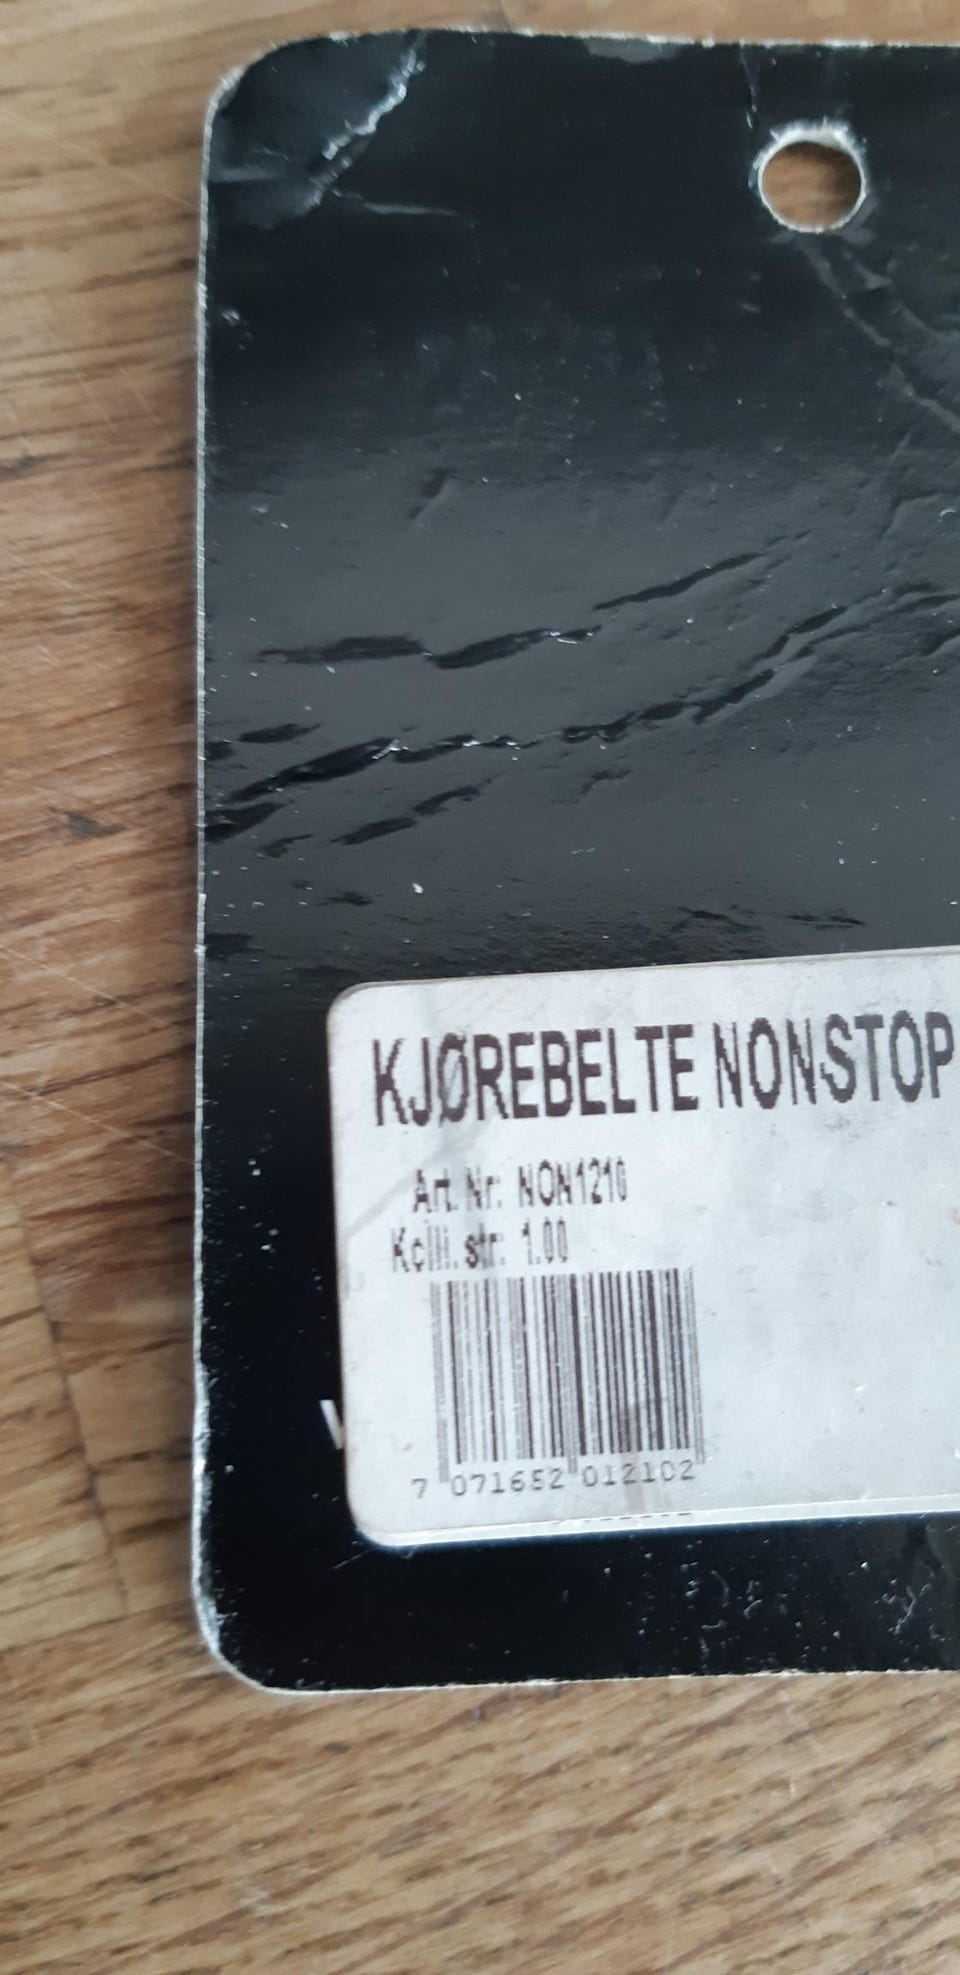 KJØREBELTE NONSTOP
Art. Nr: NON1210
Kolli. str: 1.00
7 071652 012102